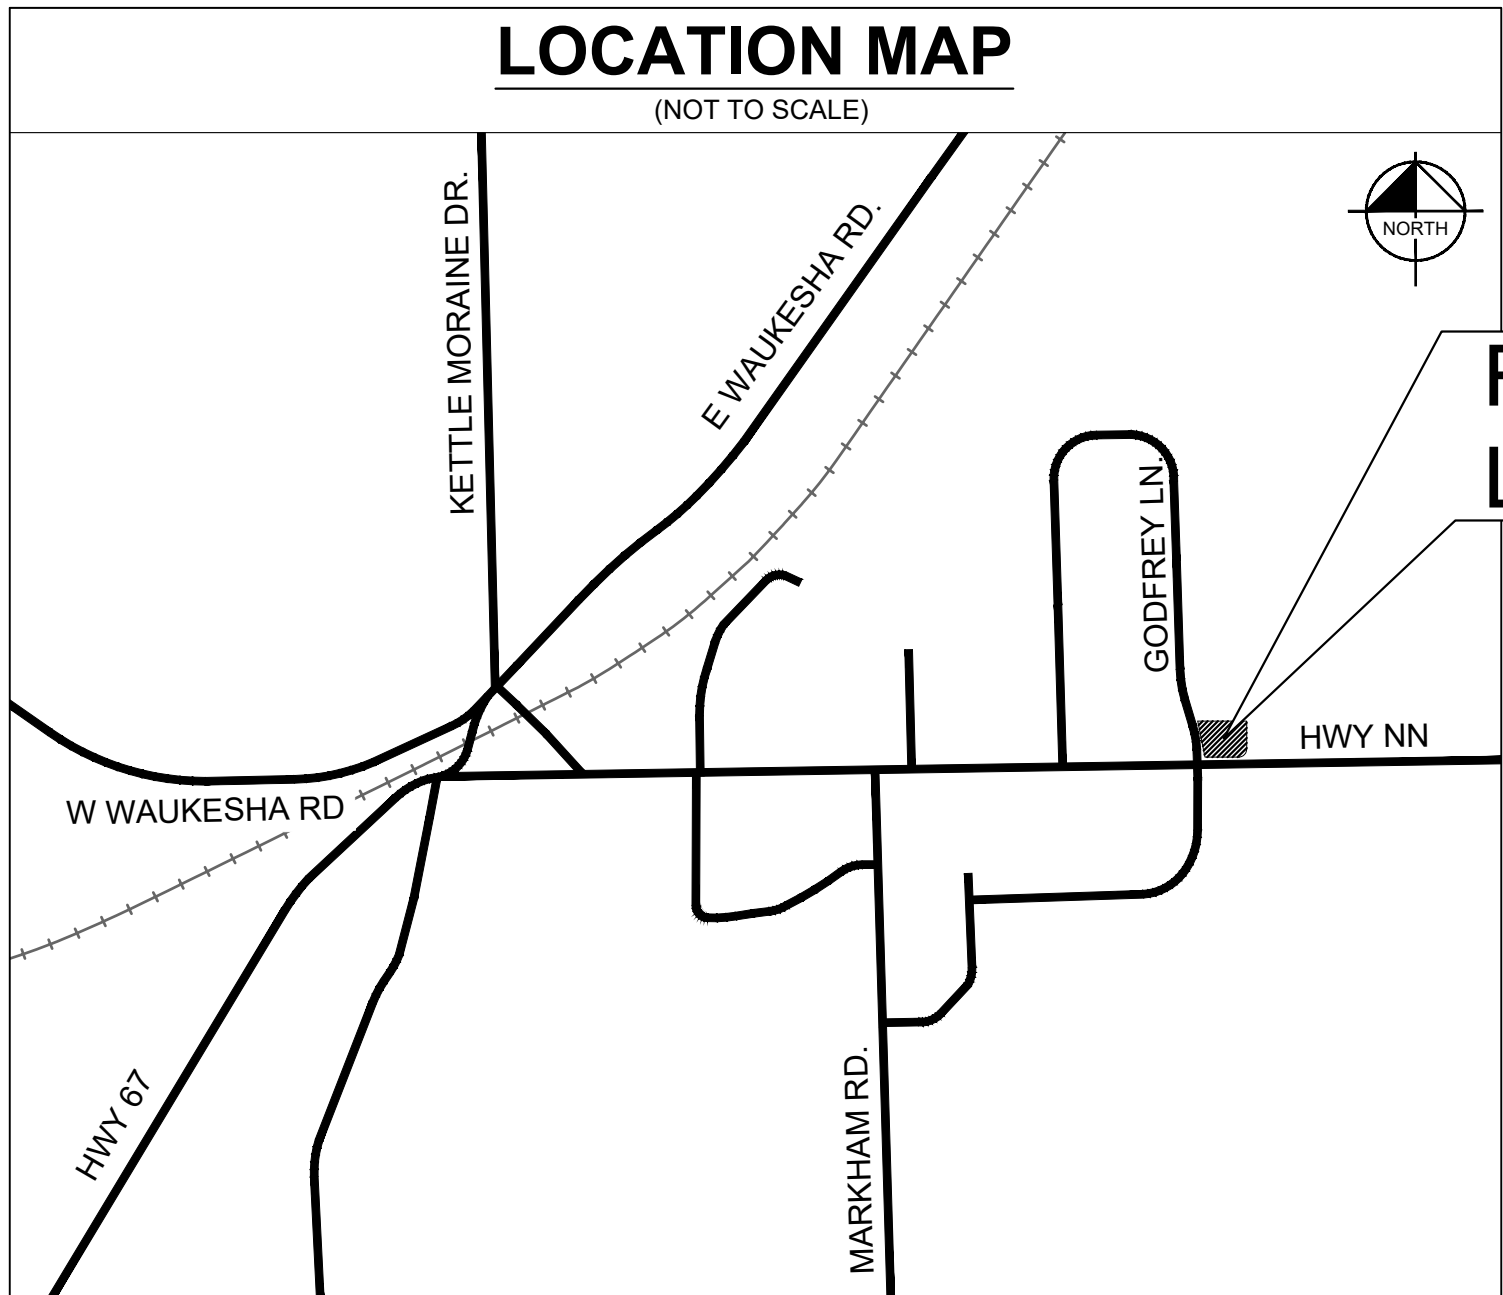 LOCATION MAP
(NOT TO SCALE)
KETTLE MORAINE DR.
E WAUKESHA RD.
NORTH
GODFREY LN.
HWY NN
W WAUKESHA RD
HWY 67
MARKHAM RD.